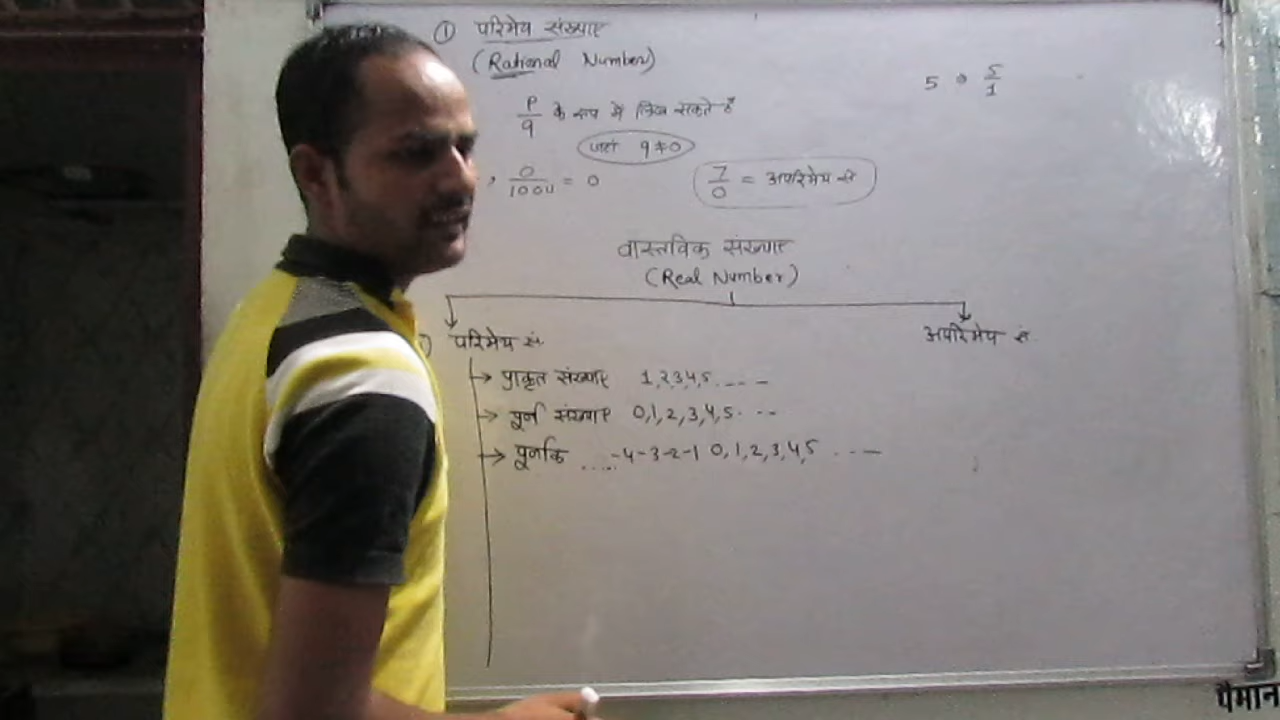 ① परिमेय संख्याए
(Rational Number)
5 ⇒ 5/1
P/q के रूप में लिख सकते हैं
जहां q≠0
, 0/1000 = 0
7/0 = अपरिमेय सं
वास्तविक संख्याए
(Real Number)
) परिमेय सं. अपरिमेय सं.
→ प्राकृत संख्याए 1,2,3,4,5....--
→ पूर्ण संख्याए 0,1,2,3,4,5. --
→ पूर्णांक .....-4-3-2-1 0,1,2,3,4,5 . ---
पैमान